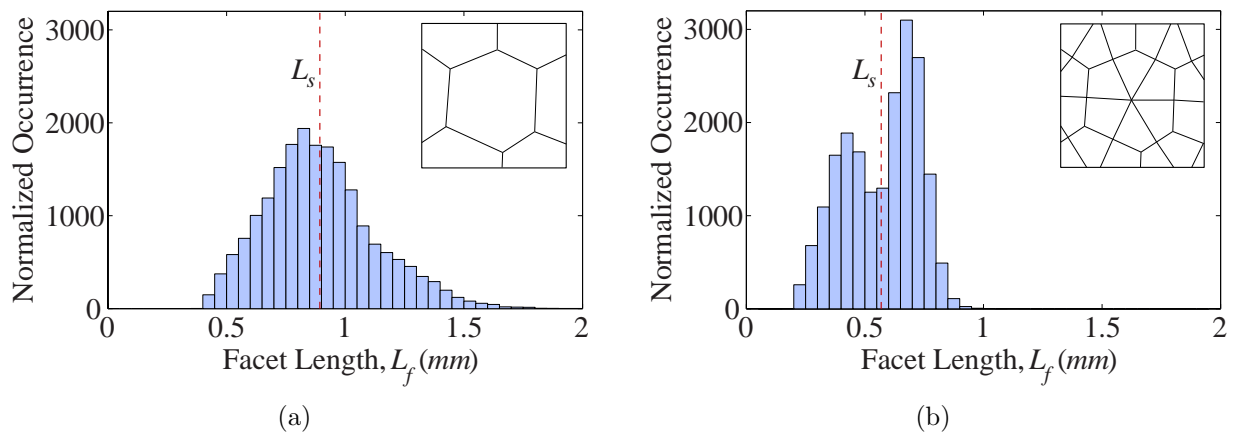 Normalized Occurrence
3000
2000
1000
0
L_s
0
0.5
1
1.5
2
Facet Length, L_f (mm)
(a)
Normalized Occurrence
3000
2000
1000
0
L_s
0
0.5
1
1.5
2
Facet Length, L_f (mm)
(b)